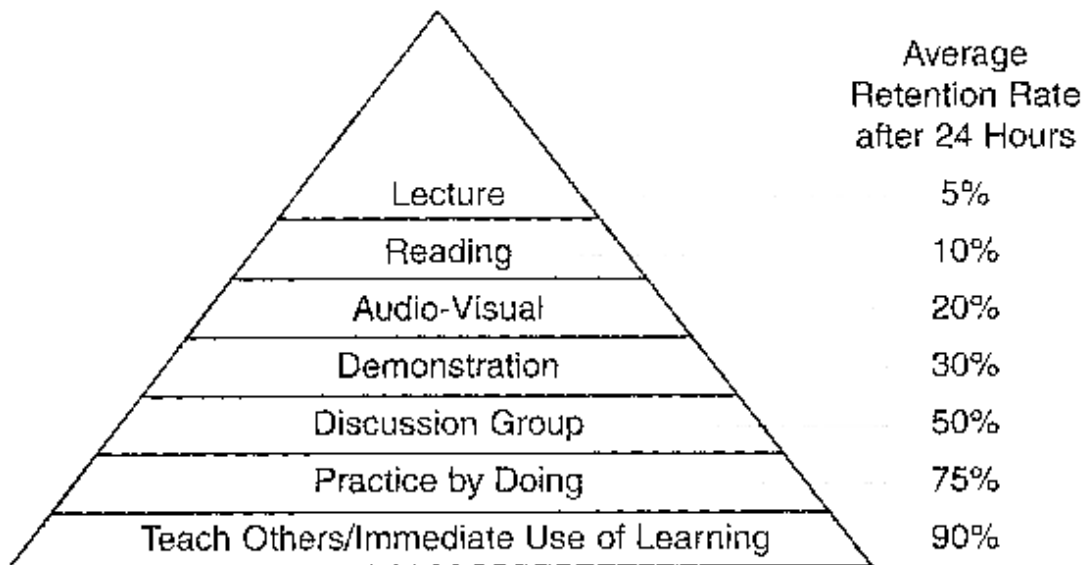 Average
Retention Rate
after 24 Hours
Lecture 5%
Reading 10%
Audio-Visual 20%
Demonstration 30%
Discussion Group 50%
Practice by Doing 75%
Teach Others/Immediate Use of Learning 90%